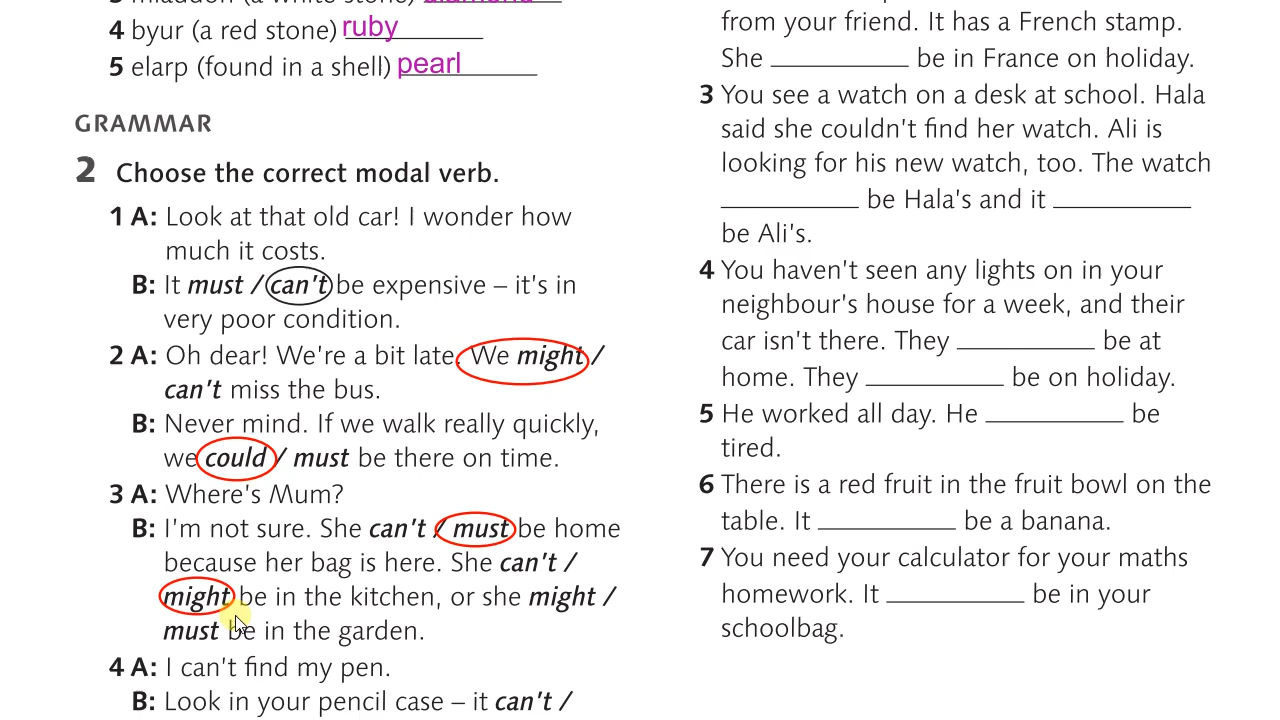 4 byur (a red stone) ruby
5 elarp (found in a shell) pearl
GRAMMAR
2 Choose the correct modal verb.
1 A: Look at that old car! I wonder how
much it costs.
B: It must / can't be expensive – it's in
very poor condition.
2 A: Oh dear! We're a bit late. We might /
can't miss the bus.
B: Never mind. If we walk really quickly,
we could / must be there on time.
3 A: Where's Mum?
B: I'm not sure. She can't / must be home
because her bag is here. She can't /
might be in the kitchen, or she might /
must be in the garden.
4 A: I can't find my pen.
B: Look in your pencil case – it can't /
from your friend. It has a French stamp.
She ____________ be in France on holiday.
3 You see a watch on a desk at school. Hala
said she couldn't find her watch. Ali is
looking for his new watch, too. The watch
____________ be Hala's and it ____________
be Ali's.
4 You haven't seen any lights on in your
neighbour's house for a week, and their
car isn't there. They ____________ be at
home. They ____________ be on holiday.
5 He worked all day. He ____________ be
tired.
6 There is a red fruit in the fruit bowl on the
table. It ____________ be a banana.
7 You need your calculator for your maths
homework. It ____________ be in your
schoolbag.